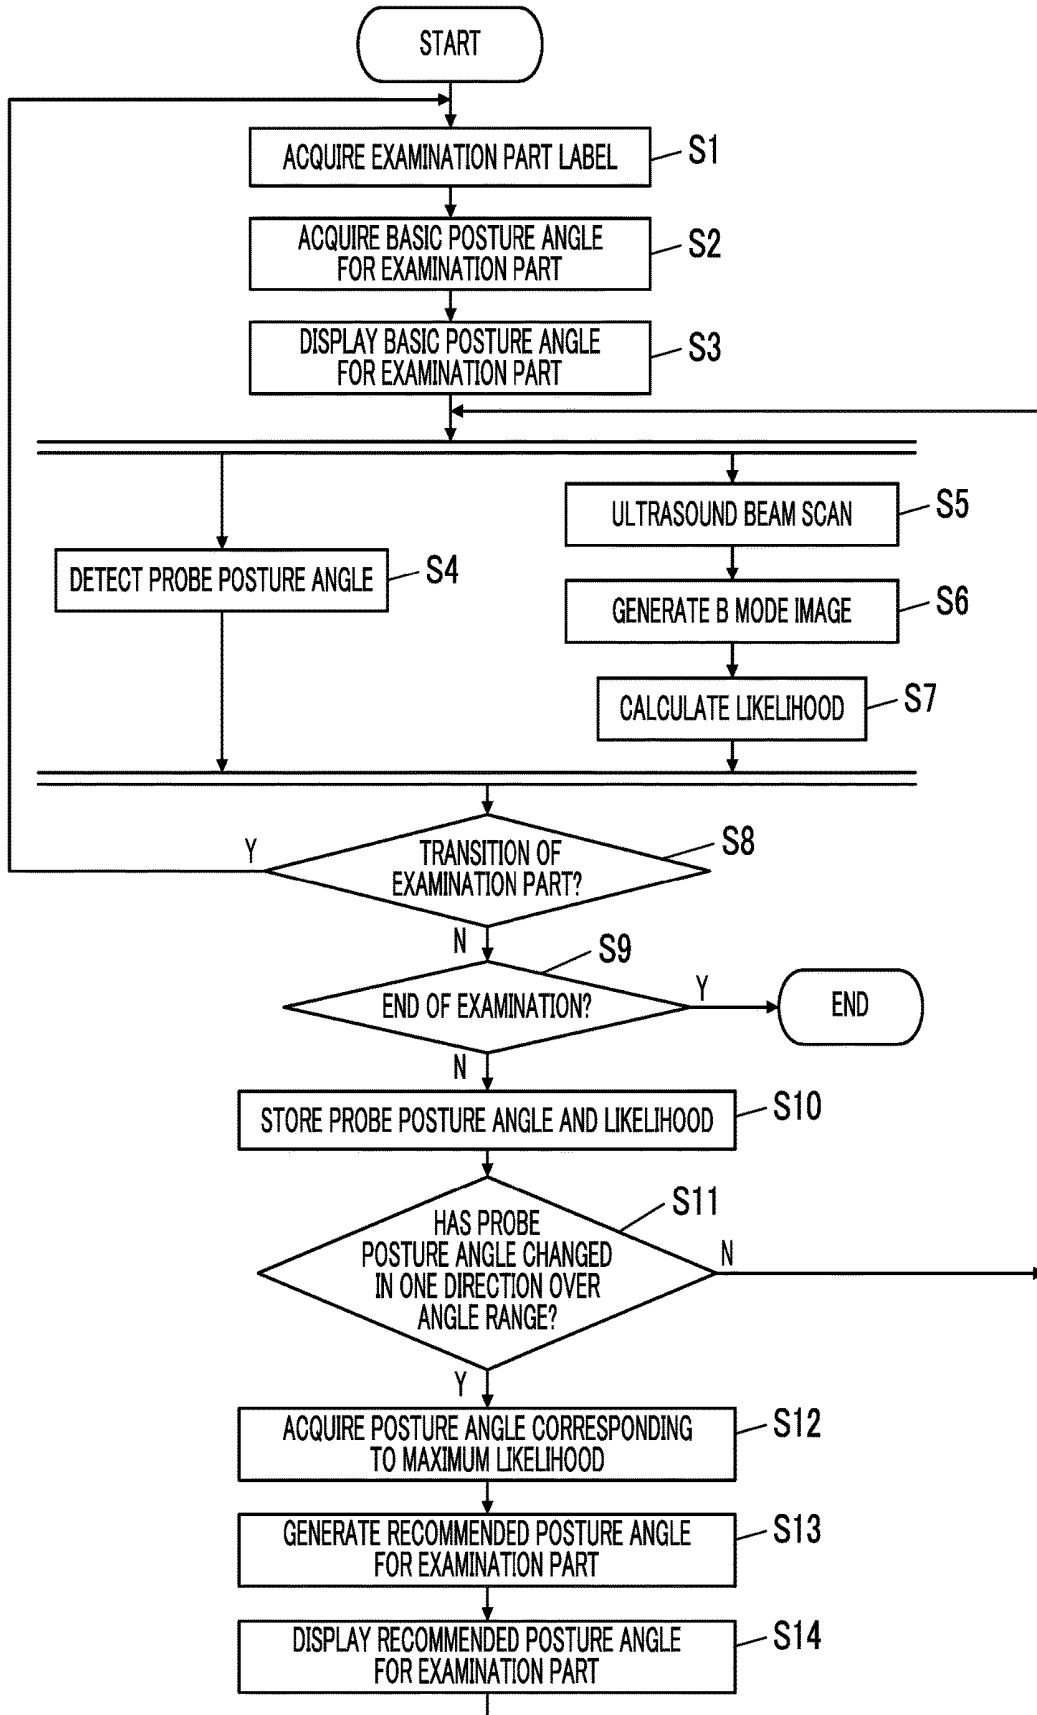 START
ACQUIRE EXAMINATION PART LABEL
S1
ACQUIRE BASIC POSTURE ANGLE
FOR EXAMINATION PART
S2
DISPLAY BASIC POSTURE ANGLE
FOR EXAMINATION PART
S3
ULTRASOUND BEAM SCAN
S5
DETECT PROBE POSTURE ANGLE
S4
GENERATE B MODE IMAGE
S6
CALCULATE LIKELIHOOD
S7
Y
TRANSITION OF
EXAMINATION PART?
S8
N
END OF EXAMINATION?
S9
Y
END
N
STORE PROBE POSTURE ANGLE AND LIKELIHOOD
S10
HAS PROBE
POSTURE ANGLE CHANGED
IN ONE DIRECTION OVER
ANGLE RANGE?
S11
N
Y
ACQUIRE POSTURE ANGLE CORRESPONDING
TO MAXIMUM LIKELIHOOD
S12
GENERATE RECOMMENDED POSTURE ANGLE
FOR EXAMINATION PART
S13
DISPLAY RECOMMENDED POSTURE ANGLE
FOR EXAMINATION PART
S14